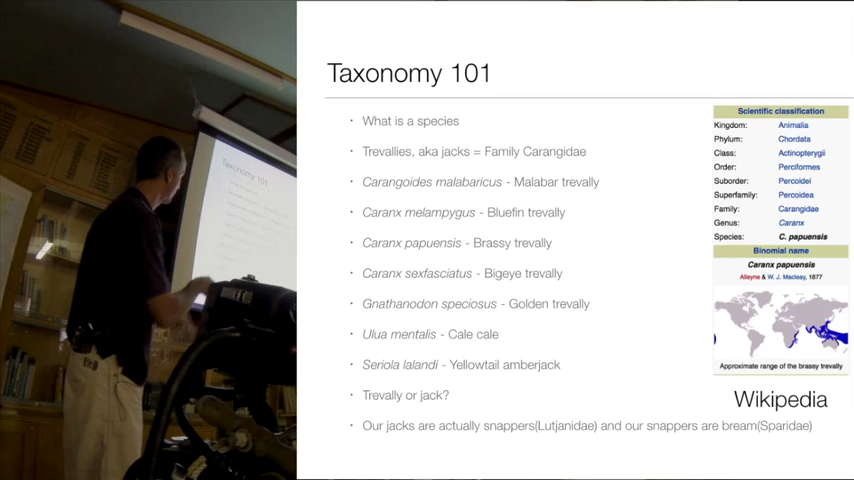 Taxonomy 101
What is a species
Trevallies, aka jacks = Family Carangidae
Carangoides malabaricus - Malabar trevally
Caranx melampygus - Bluefin trevally
Caranx papuensis - Brassy trevally
Caranx sexfasciatus - Bigeye trevally
Gnathanodon speciosus - Golden trevally
Ulua mentalis - Cale cale
Seriola lalandi - Yellowtail amberjack
Trevally or jack?
Our jacks are actually snappers(Lutjanidae) and our snappers are bream(Sparidae)
Scientific classification
Kingdom: Animalia
Phylum: Chordata
Class: Actinopterygii
Order: Perciformes
Suborder: Percoidei
Superfamily: Percoidea
Family: Carangidae
Genus: Caranx
Species: C. papuensis
Binomial name
Caranx papuensis
Alleyne & W. J. Macleay, 1877
Approximate range of the brassy trevally
Wikipedia
Taxonomy 101